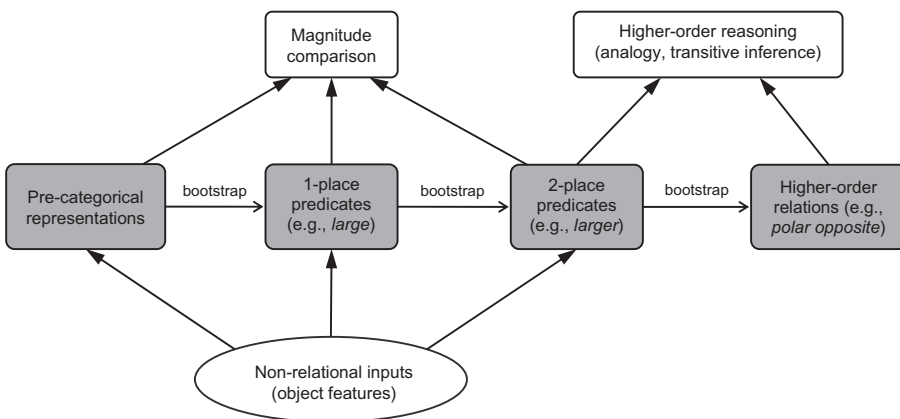 Magnitude
comparison
Higher-order reasoning
(analogy, transitive inference)
Pre-categorical
representations
bootstrap
1-place
predicates
(e.g., large)
bootstrap
2-place
predicates
(e.g., larger)
bootstrap
Higher-order
relations (e.g.,
polar opposite)
Non-relational inputs
(object features)